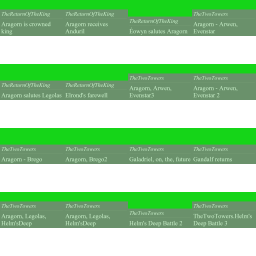 TheReturnOfTheKing
Aragorn is crowned
king
TheReturnOfTheKing
Aragorn receives
Anduril
TheReturnOfTheKing
Eowyn salutes Aragorn
TheTwoTowers
Aragorn - Arwen,
Evenstar
TheReturnOfTheKing
Aragorn salutes Legolas
TheReturnOfTheKing
Elrond's farewell
TheTwoTowers
Aragorn, Arwen,
Evenstar3
TheTwoTowers
Aragorn - Arwen,
Evenstar 2
TheTwoTowers
Aragorn - Brego
TheTwoTowers
Aragorn, Brego2
TheTwoTowers
Galadriel, on, the, future
TheTwoTowers
Gandalf returns
TheTwoTowers
Aragorn, Legolas,
Helm'sDeep
TheTwoTowers
Aragorn, Legolas,
Helm'sDeep
TheTwoTowers
Helm's Deep Battle 2
TheTwoTowers
TheTwoTowers Helm's
Deep Battle 3